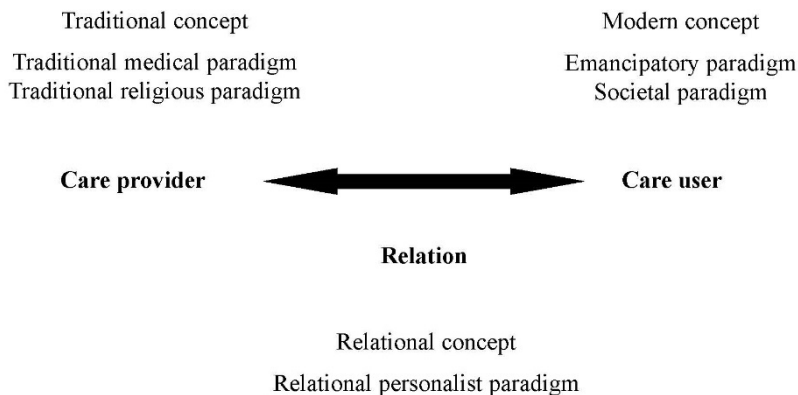 Traditional concept
Modern concept
Traditional medical paradigm
Emancipatory paradigm
Traditional religious paradigm
Societal paradigm
Care provider
Care user
Relation
Relational concept
Relational personalist paradigm